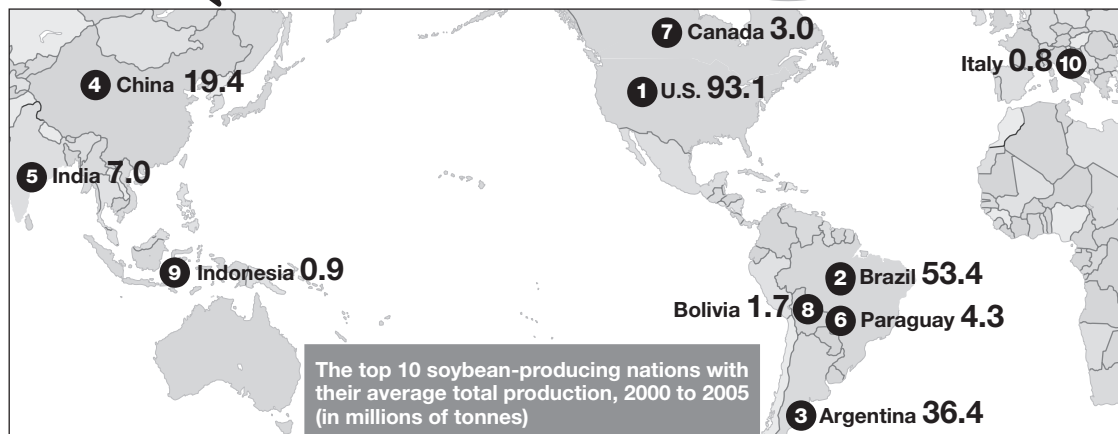 7 Canada 3.0
Italy 0.8 10
4 China 19.4
1 U.S. 93.1
5 India 7.0
9 Indonesia 0.9
2 Brazil 53.4
Bolivia 1.7 8
6 Paraguay 4.3
The top 10 soybean-producing nations with
their average total production, 2000 to 2005
(in millions of tonnes)
3 Argentina 36.4